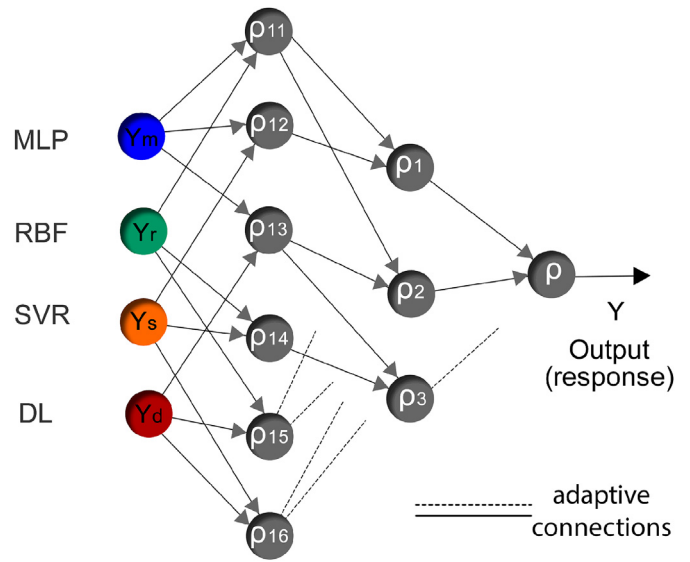 ρ11
MLP
Ym
ρ12
ρ1
RBF
Yr
ρ13
ρ
ρ2
Y
SVR
Ys
ρ14
Output
(response)
ρ3
DL
Yd
ρ15
ρ16
adaptive
connections